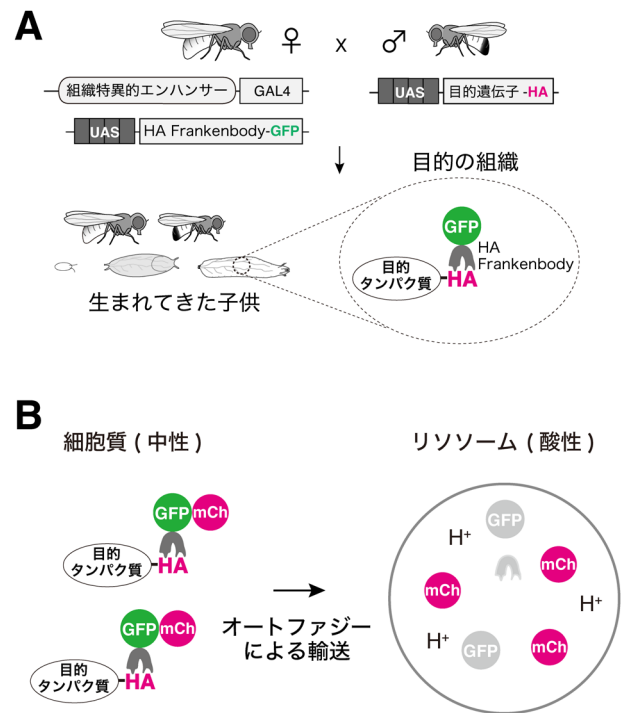 A
♀ x ♂
組織特異的エンハンサー GAL4
UAS 目的遺伝子 -HA
UAS HA Frankenbody-GFP
目的の組織
GFP
HA
Frankenbody
目的
タンパク質
HA
生まれてきた子供
B
細胞質 ( 中性 )
リソソーム ( 酸性 )
GFP mCh
目的
タンパク質
HA
GFP mCh
目的
タンパク質
HA
オートファジー
による輸送
GFP
H⁺
mCh
mCh
H⁺
H⁺
GFP
mCh